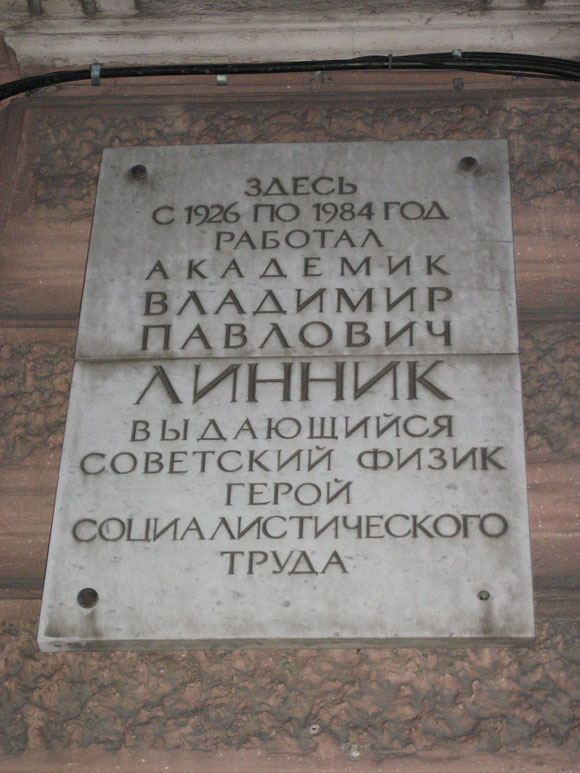 ЗДЕСЬ
С 1926 ПО 1984 ГОД
РАБОТАЛ
АКАДЕМИК
ВЛАДИМИР
ПАВЛОВИЧ
ЛИННИК
ВЫДАЮЩИЙСЯ
СОВЕТСКИЙ ФИЗИК
ГЕРОЙ
СОЦИАЛИСТИЧЕСКОГО
ТРУДА